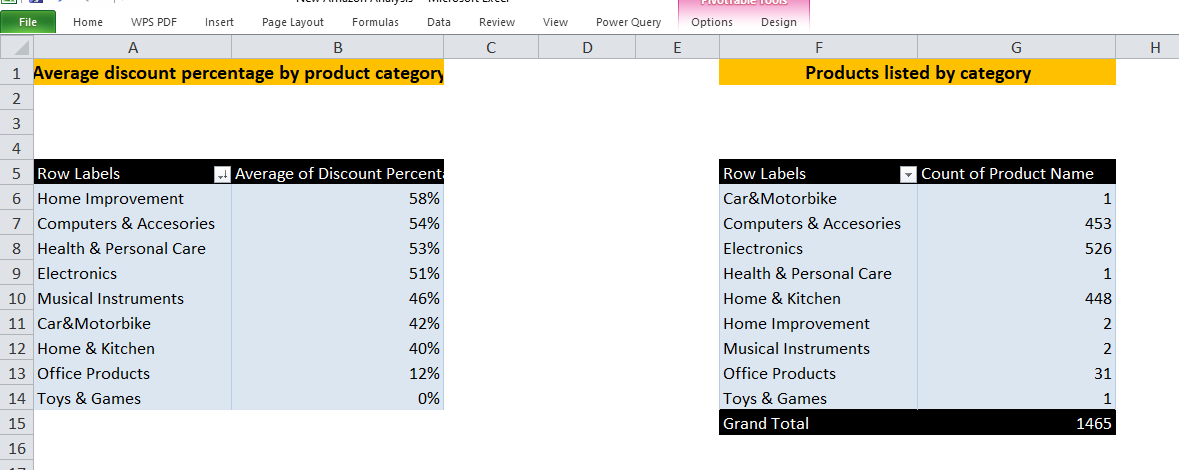 New Amazon Analysis - Microsoft Excel PivotTable Tools
File Home WPS PDF Insert Page Layout Formulas Data Review View Power Query Options Design
A B C D E F G H
1 Average discount percentage by product category Products listed by category
2
3
4
5 Row Labels Average of Discount Percent Row Labels Count of Product Name
6 Home Improvement 58% Car&Motorbike 1
7 Computers & Accesories 54% Computers & Accesories 453
8 Health & Personal Care 53% Electronics 526
9 Electronics 51% Health & Personal Care 1
10 Musical Instruments 46% Home & Kitchen 448
11 Car&Motorbike 42% Home Improvement 2
12 Home & Kitchen 40% Musical Instruments 2
13 Office Products 12% Office Products 31
14 Toys & Games 0% Toys & Games 1
15 Grand Total 1465
16